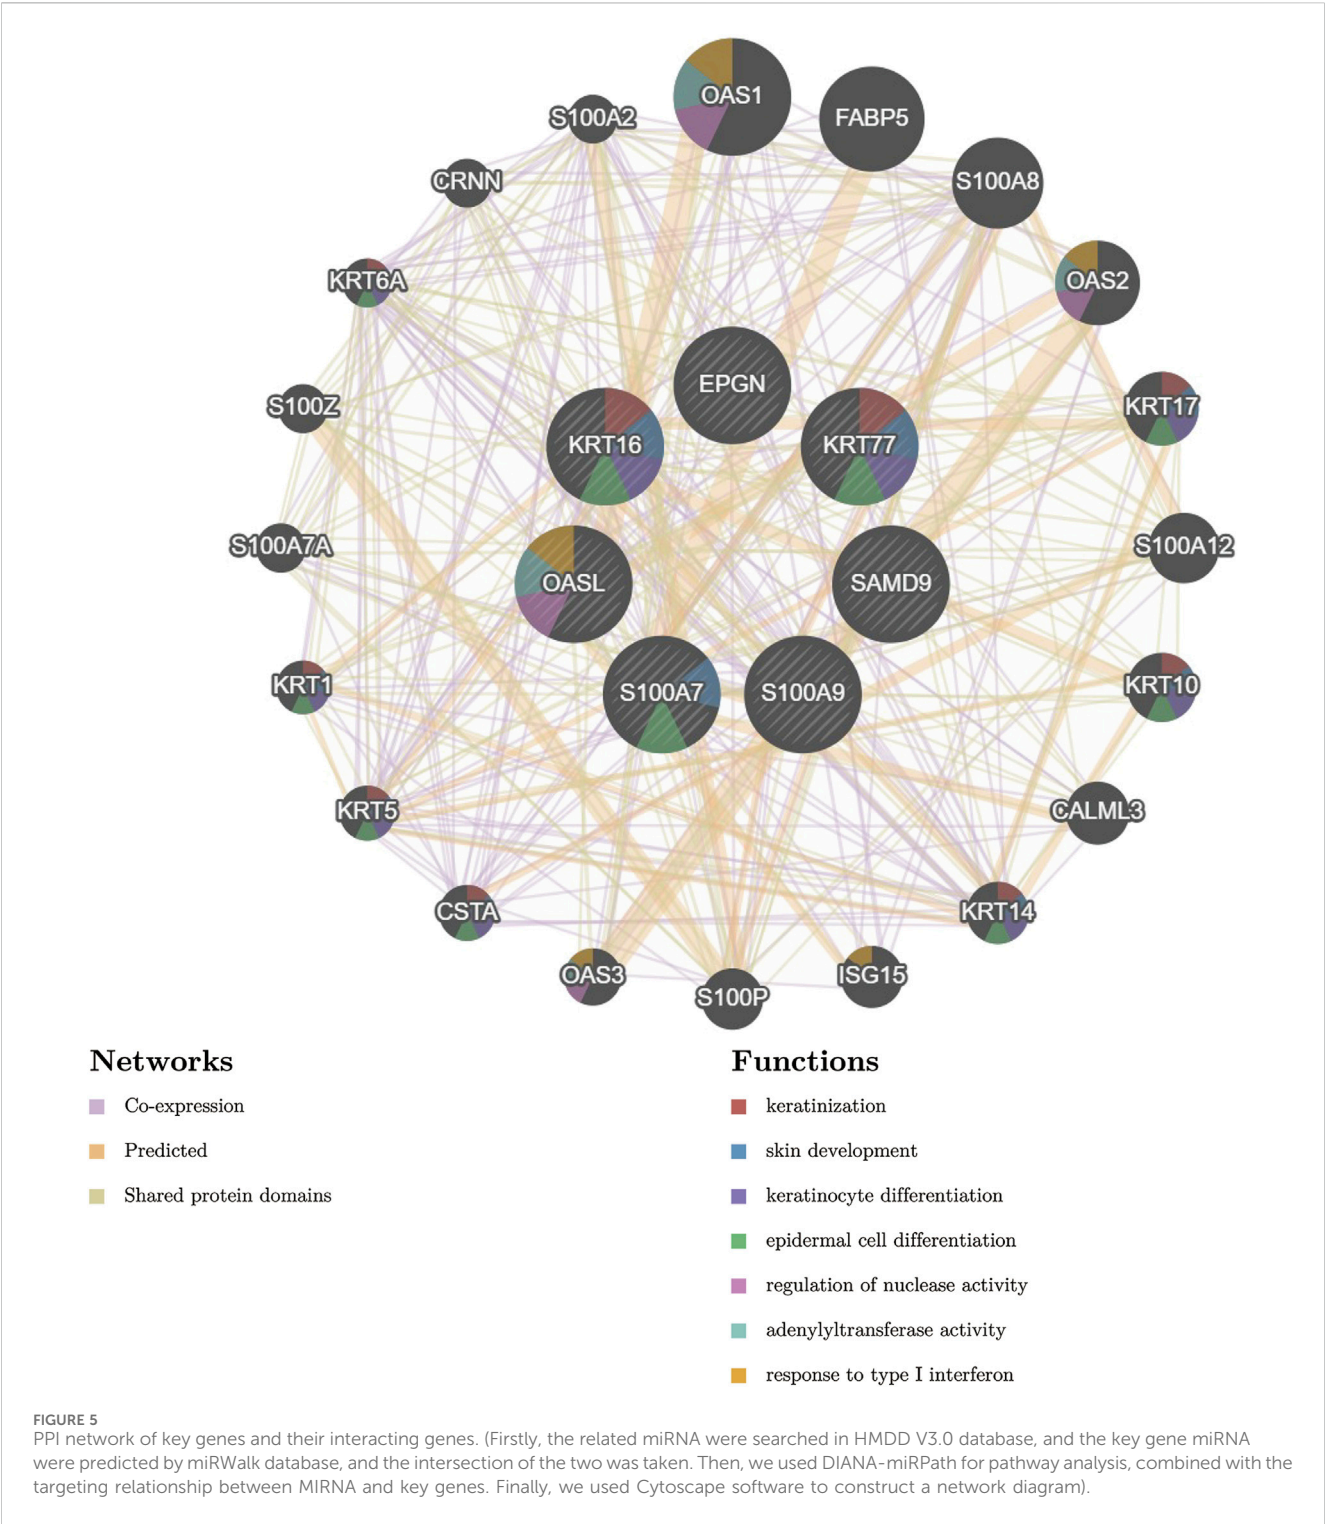 OAS1
FABP5
S100A2
S100A8
CRNN
OAS2
KRT6A
EPGN
KRT17
S100Z
KRT16
KRT77
S100A7A
S100A12
OASL
SAMD9
KRT1
S100A7
S100A9
KRT10
KRT5
CALML3
CSTA
KRT14
OAS3
ISG15
S100P
Networks
Co-expression
Predicted
Shared protein domains
Functions
keratinization
skin development
keratinocyte differentiation
epidermal cell differentiation
regulation of nuclease activity
adenylyltransferase activity
response to type I interferon
FIGURE 5
PPI network of key genes and their interacting genes. (Firstly, the related miRNA were searched in HMDD V3.0 database, and the key gene miRNA
were predicted by miRWalk database, and the intersection of the two was taken. Then, we used DIANA-miRPath for pathway analysis, combined with the
targeting relationship between MIRNA and key genes. Finally, we used Cytoscape software to construct a network diagram).